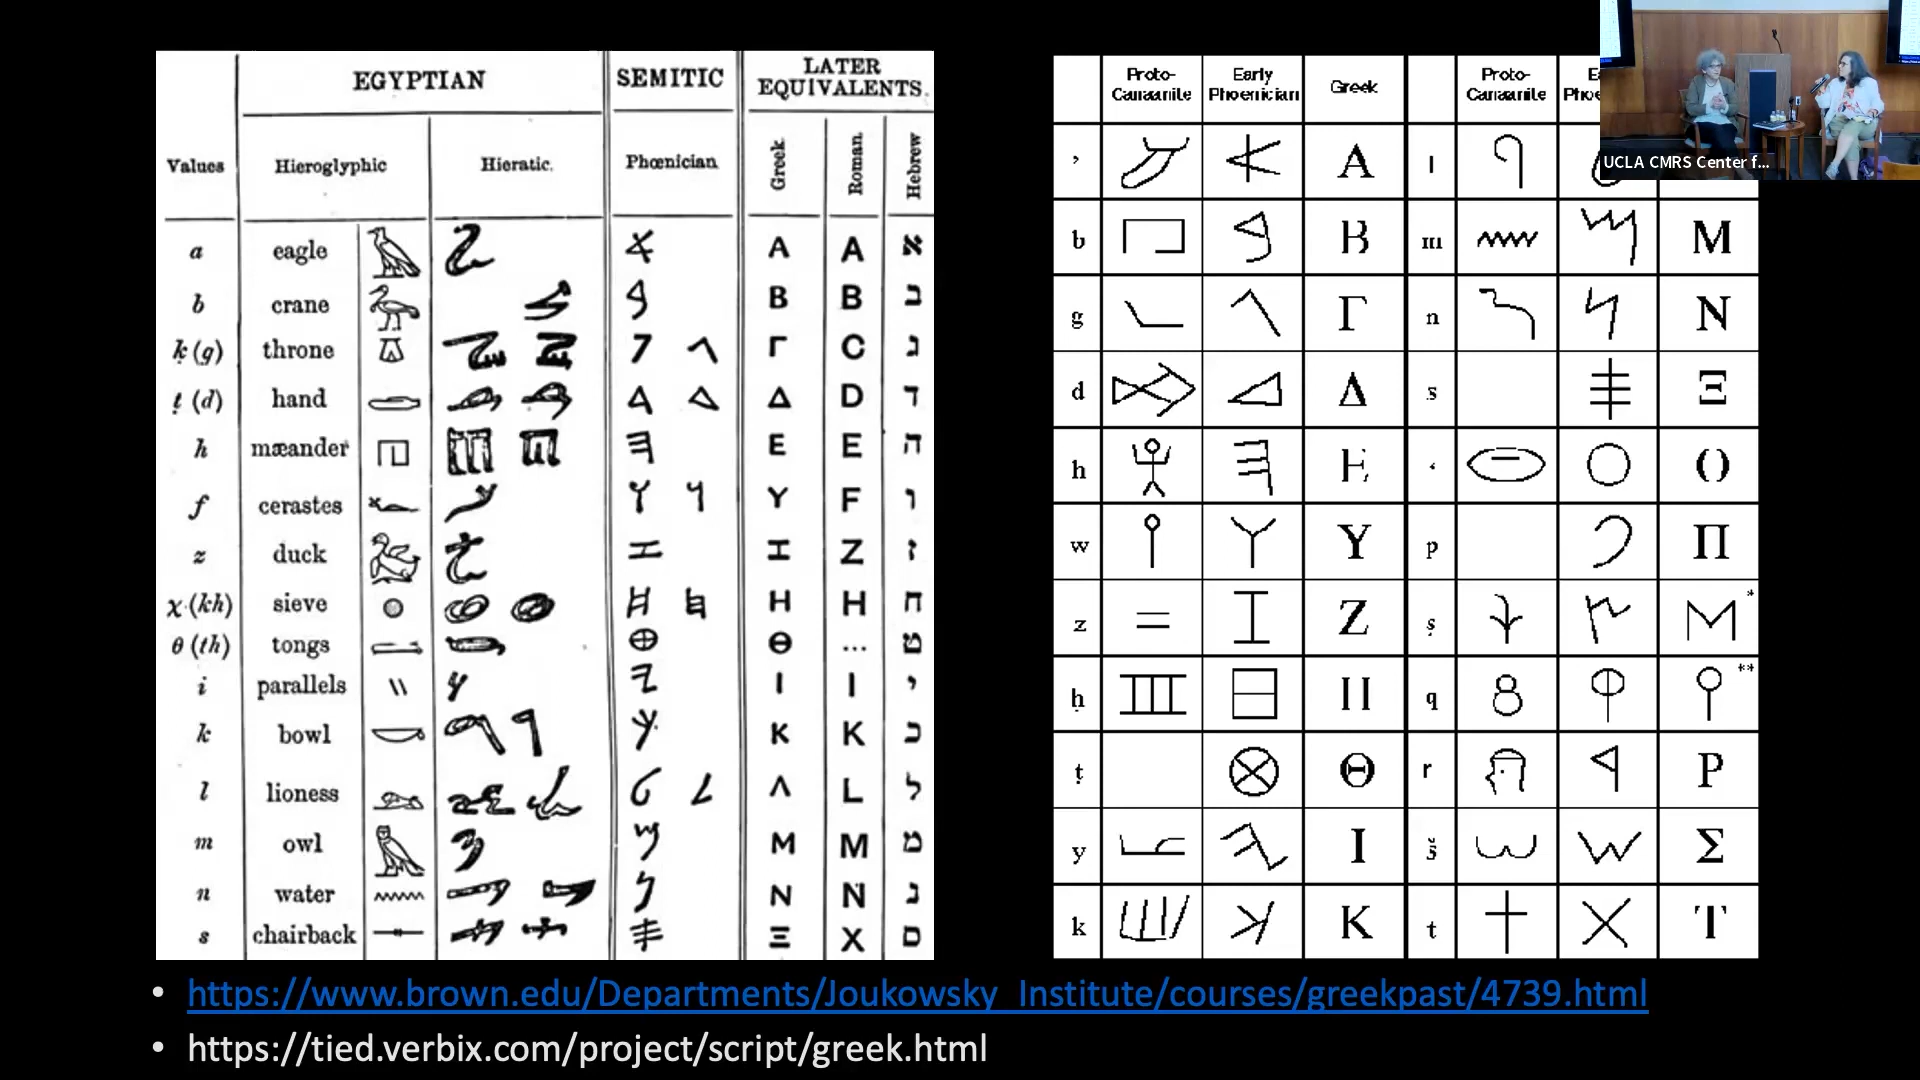 EGYPTIAN SEMITIC LATER EQUIVALENTS.
Values Hieroglyphic Hieratic. Phœnician Greek. Roman. Hebrew
a eagle A A א
b crane B B ב
ḳ (g) throne Γ C ג
ṭ (d) hand Δ D ד
h mæander E E ה
f cerastes Y F ו
z duck I Z ז
χ (kh) sieve H H ח
θ (th) tongs Θ ... ט
i parallels I I י
k bowl K K כ
l lioness Λ L ל
m owl M M מ
n water N N נ
s chairback Ξ X ס
Proto-Canaanite Early Phoenician Greek Proto-Canaanite
ʾ A l
b B m M
g Γ n N
d Δ s Ξ
h E ʿ O
w Y p Π
z Z ṣ M *
ḥ H q **
ṭ Θ r P
y I š Σ
k K t T
UCLA CMRS Center f...
• https://www.brown.edu/Departments/Joukowsky_Institute/courses/greekpast/4739.html
• https://tied.verbix.com/project/script/greek.html